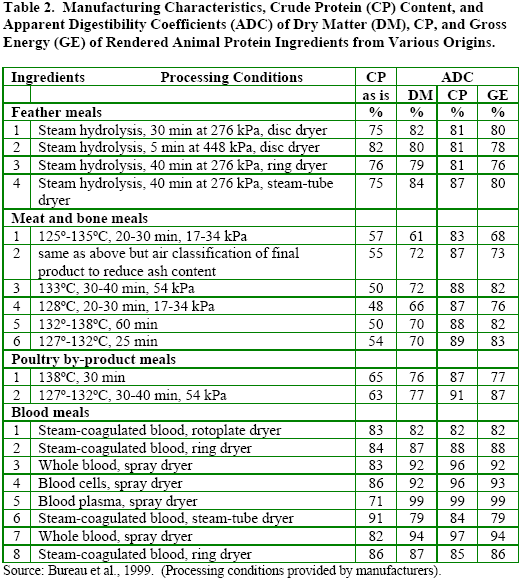 Table 2. Manufacturing Characteristics, Crude Protein (CP) Content, and
Apparent Digestibility Coefficients (ADC) of Dry Matter (DM), CP, and Gross
Energy (GE) of Rendered Animal Protein Ingredients from Various Origins.
Ingredients Processing Conditions CP ADC
as is DM CP GE
Feather meals % % % %
1 Steam hydrolysis, 30 min at 276 kPa, disc dryer 75 82 81 80
2 Steam hydrolysis, 5 min at 448 kPa, disc dryer 82 80 81 78
3 Steam hydrolysis, 40 min at 276 kPa, ring dryer 76 79 81 76
4 Steam hydrolysis, 40 min at 276 kPa, steam-tube 75 84 87 80
dryer
Meat and bone meals
1 125º-135ºC, 20-30 min, 17-34 kPa 57 61 83 68
2 same as above but air classification of final 55 72 87 73
product to reduce ash content
3 133ºC, 30-40 min, 54 kPa 50 72 88 82
4 128ºC, 20-30 min, 17-34 kPa 48 66 87 76
5 132º-138ºC, 60 min 50 70 88 82
6 127º-132ºC, 25 min 54 70 89 83
Poultry by-product meals
1 138ºC, 30 min 65 76 87 77
2 127º-132ºC, 30-40 min, 54 kPa 63 77 91 87
Blood meals
1 Steam-coagulated blood, rotoplate dryer 83 82 82 82
2 Steam-coagulated blood, ring dryer 84 87 88 88
3 Whole blood, spray dryer 83 92 96 92
4 Blood cells, spray dryer 86 92 96 93
5 Blood plasma, spray dryer 71 99 99 99
6 Steam-coagulated blood, steam-tube dryer 91 79 84 79
7 Whole blood, spray dryer 82 94 97 94
8 Steam-coagulated blood, ring dryer 86 87 85 86
Source: Bureau et al., 1999. (Processing conditions provided by manufacturers).